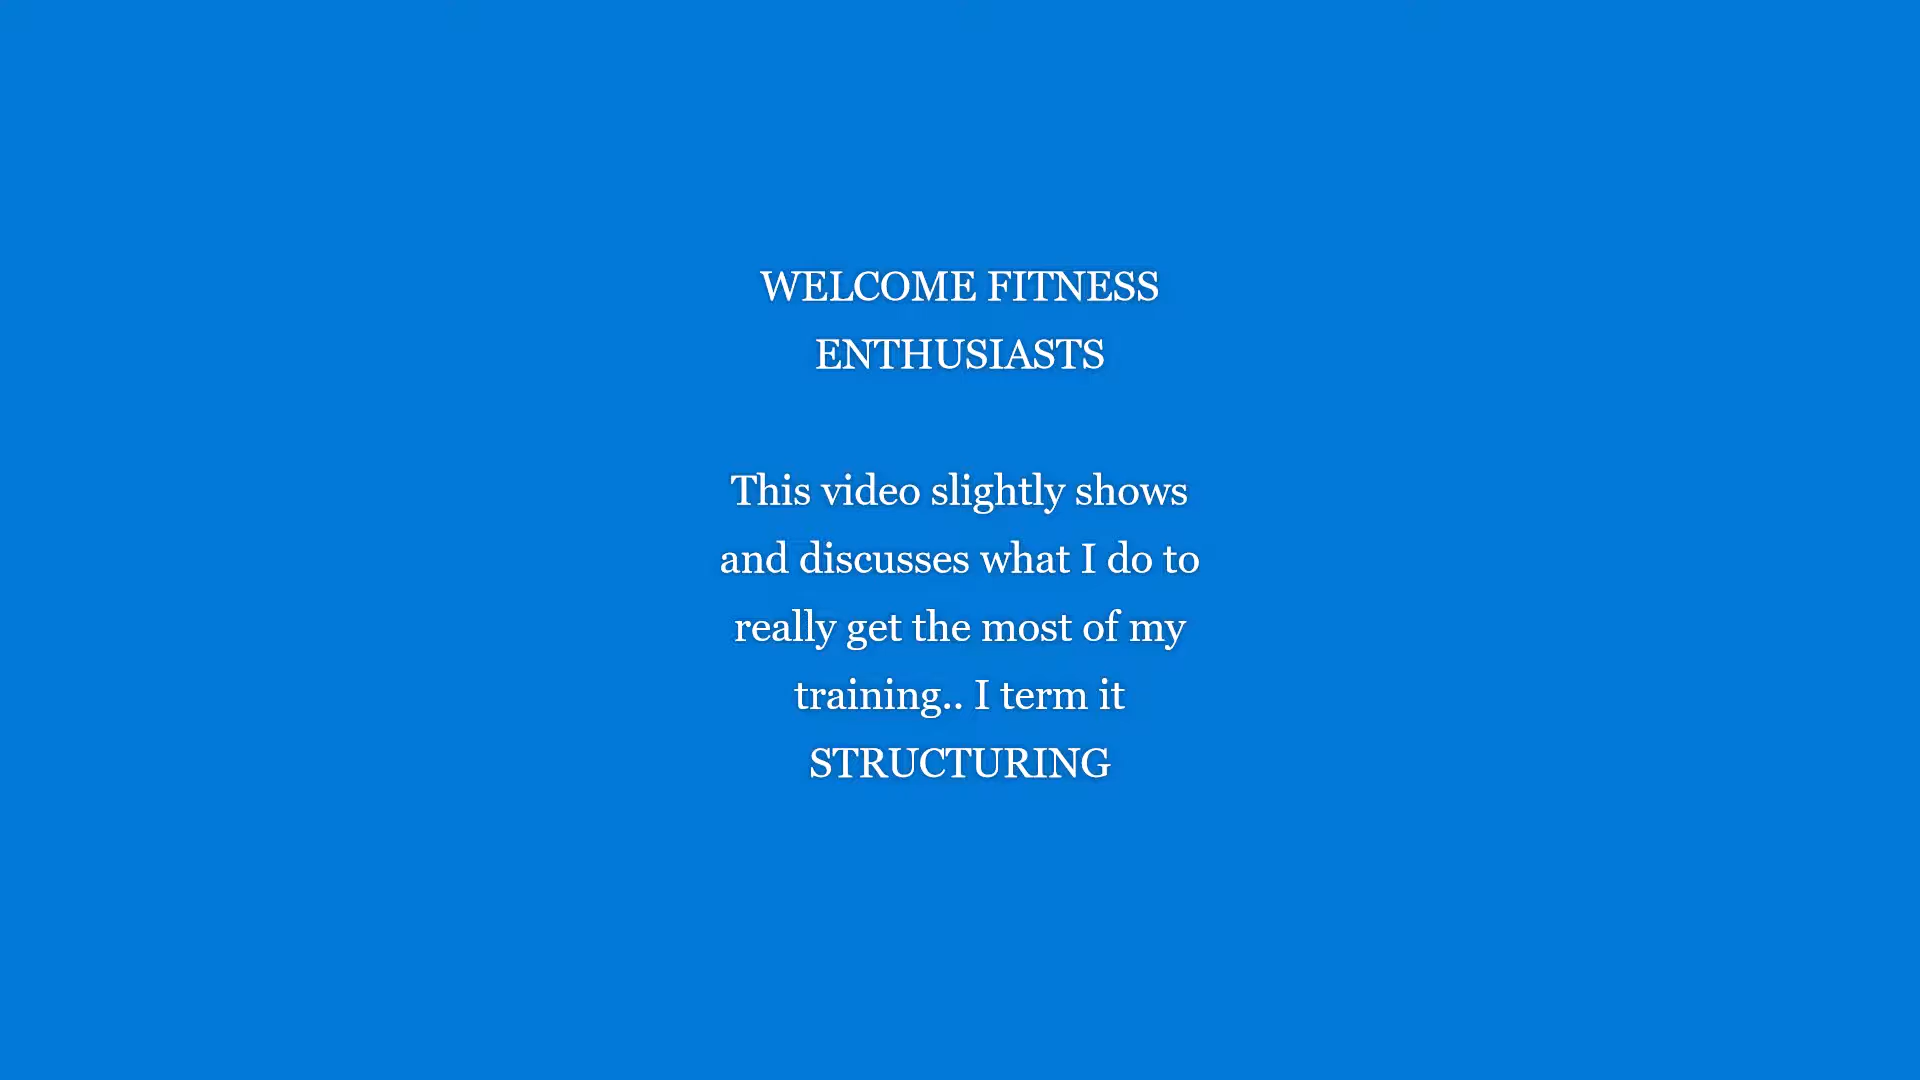 WELCOME FITNESS
ENTHUSIASTS
This video slightly shows
and discusses what I do to
really get the most of my
training.. I term it
STRUCTURING